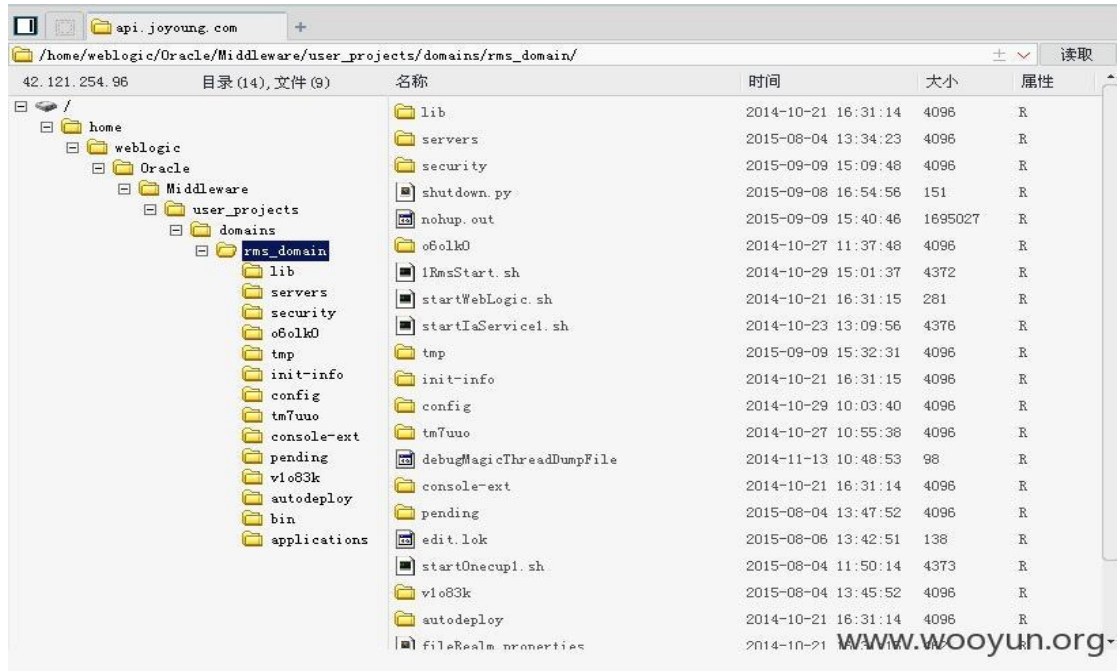 api.joyoung.com +
/home/weblogic/Oracle/Middleware/user_projects/domains/rms_domain/ 读取
42.121.254.96 目录(14),文件(9) 名称 时间 大小 属性
/
home
weblogic
Oracle
Middleware
user_projects
domains
rms_domain
lib
servers
security
o6olk0
tmp
init-info
config
tm7uuo
console-ext
pending
v1o83k
autodeploy
bin
applications
lib 2014-10-21 16:31:14 4096 R
servers 2015-08-04 13:34:23 4096 R
security 2015-09-09 15:09:48 4096 R
shutdown.py 2015-09-08 16:54:56 151 R
nohup.out 2015-09-09 15:40:46 1695027 R
o6olk0 2014-10-27 11:37:48 4096 R
1RmsStart.sh 2014-10-29 15:01:37 4372 R
startWebLogic.sh 2014-10-21 16:31:15 281 R
startIaService1.sh 2014-10-23 13:09:56 4376 R
tmp 2015-09-09 15:32:31 4096 R
init-info 2014-10-21 16:31:15 4096 R
config 2014-10-29 10:03:40 4096 R
tm7uuo 2014-10-27 10:55:38 4096 R
debugMagicThreadDumpFile 2014-11-13 10:48:53 98 R
console-ext 2014-10-21 16:31:14 4096 R
pending 2015-08-04 13:47:52 4096 R
edit.lok 2015-08-06 13:42:51 138 R
startOnecup1.sh 2015-08-04 11:50:14 4373 R
v1o83k 2015-08-04 13:45:52 4096 R
autodeploy 2014-10-21 16:31:14 4096 R
fileRealm.properties 2014-10-21
www.wooyun.org